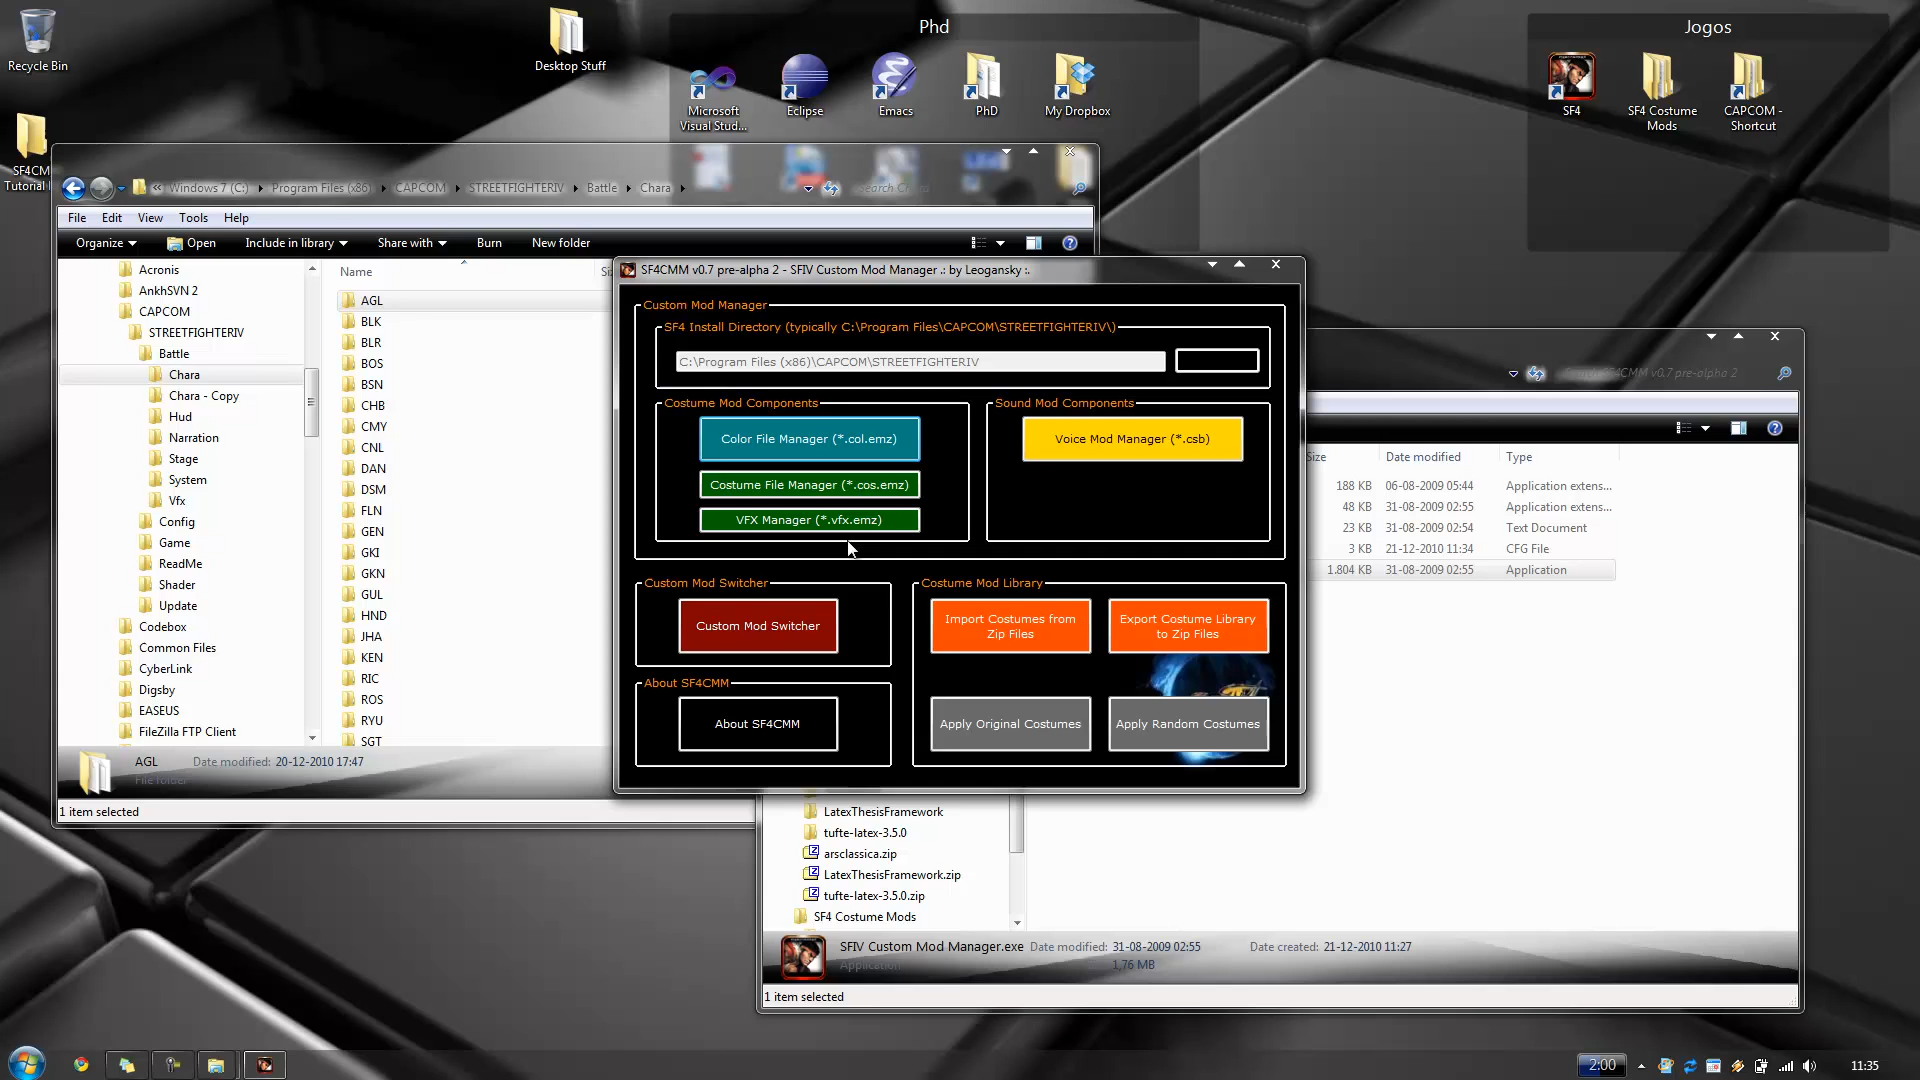 Recycle Bin
Desktop Stuff
Phd
Microsoft
Visual Stud...
Eclipse
Emacs
PhD
My Dropbox
Jogos
SF4
SF4 Costume
Mods
CAPCOM -
Shortcut
SF4CM
Tutorial
« Windows 7 (C:) Program Files (x86) CAPCOM STREETFIGHTERIV Battle Chara
Search Chara
File Edit View Tools Help
Organize Open Include in library Share with Burn New folder
Acronis
AnkhSVN 2
CAPCOM
STREETFIGHTERIV
Battle
Chara
Chara - Copy
Hud
Narration
Stage
System
Vfx
Config
Game
ReadMe
Shader
Update
Codebox
Common Files
CyberLink
Digsby
EASEUS
FileZilla FTP Client
Name
AGL
BLK
BLR
BOS
BSN
CHB
CMY
CNL
DAN
DSM
FLN
GEN
GKI
GKN
GUL
HND
JHA
KEN
RIC
ROS
RYU
SGT
AGL Date modified: 20-12-2010 17:47
File folder
1 item selected
SF4CMM v0.7 pre-alpha 2 - SFIV Custom Mod Manager .: by Leogansky :.
Custom Mod Manager
SF4 Install Directory (typically C:\Program Files\CAPCOM\STREETFIGHTERIV\)
C:\Program Files (x86)\CAPCOM\STREETFIGHTERIV
Costume Mod Components
Color File Manager (*.col.emz)
Costume File Manager (*.cos.emz)
VFX Manager (*.vfx.emz)
Sound Mod Components
Voice Mod Manager (*.csb)
Custom Mod Switcher
Custom Mod Switcher
About SF4CMM
About SF4CMM
Costume Mod Library
Import Costumes from
Zip Files
Export Costume Library
to Zip Files
Apply Original Costumes
Apply Random Costumes
SF4CMM v0.7 pre-alpha 2
Size Date modified Type
188 KB 06-08-2009 05:44 Application extens...
48 KB 31-08-2009 02:55 Application extens...
23 KB 31-08-2009 02:54 Text Document
3 KB 21-12-2010 11:34 CFG File
1.804 KB 31-08-2009 02:55 Application
LatexThesisFramework
tufte-latex-3.5.0
arsclassica.zip
LatexThesisFramework.zip
tufte-latex-3.5.0.zip
SF4 Costume Mods
SFIV Custom Mod Manager.exe Date modified: 31-08-2009 02:55 Date created: 21-12-2010 11:27
Application 1,76 MB
1 item selected
2:00
11:35